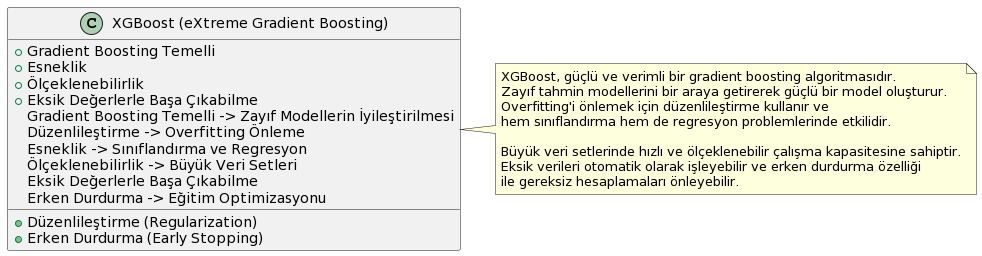 C XGBoost (eXtreme Gradient Boosting)
Gradient Boosting Temelli
Esneklik
Ölçeklenebilirlik
Eksik Değerlerle Başa Çıkabilme
Gradient Boosting Temelli -> Zayıf Modellerin İyileştirilmesi
Düzenlileştirme -> Overfitting Önleme
Esneklik -> Sınıflandırma ve Regresyon
Ölçeklenebilirlik -> Büyük Veri Setleri
Eksik Değerlerle Başa Çıkabilme
Erken Durdurma -> Eğitim Optimizasyonu
Düzenlileştirme (Regularization)
Erken Durdurma (Early Stopping)
XGBoost, güçlü ve verimli bir gradient boosting algoritmasıdır.
Zayıf tahmin modellerini bir araya getirerek güçlü bir model oluşturur.
Overfitting'i önlemek için düzenlileştirme kullanır ve
hem sınıflandırma hem de regresyon problemlerinde etkilidir.
Büyük veri setlerinde hızlı ve ölçeklenebilir çalışma kapasitesine sahiptir.
Eksik verileri otomatik olarak işleyebilir ve erken durdurma özelliği
ile gereksiz hesaplamaları önleyebilir.